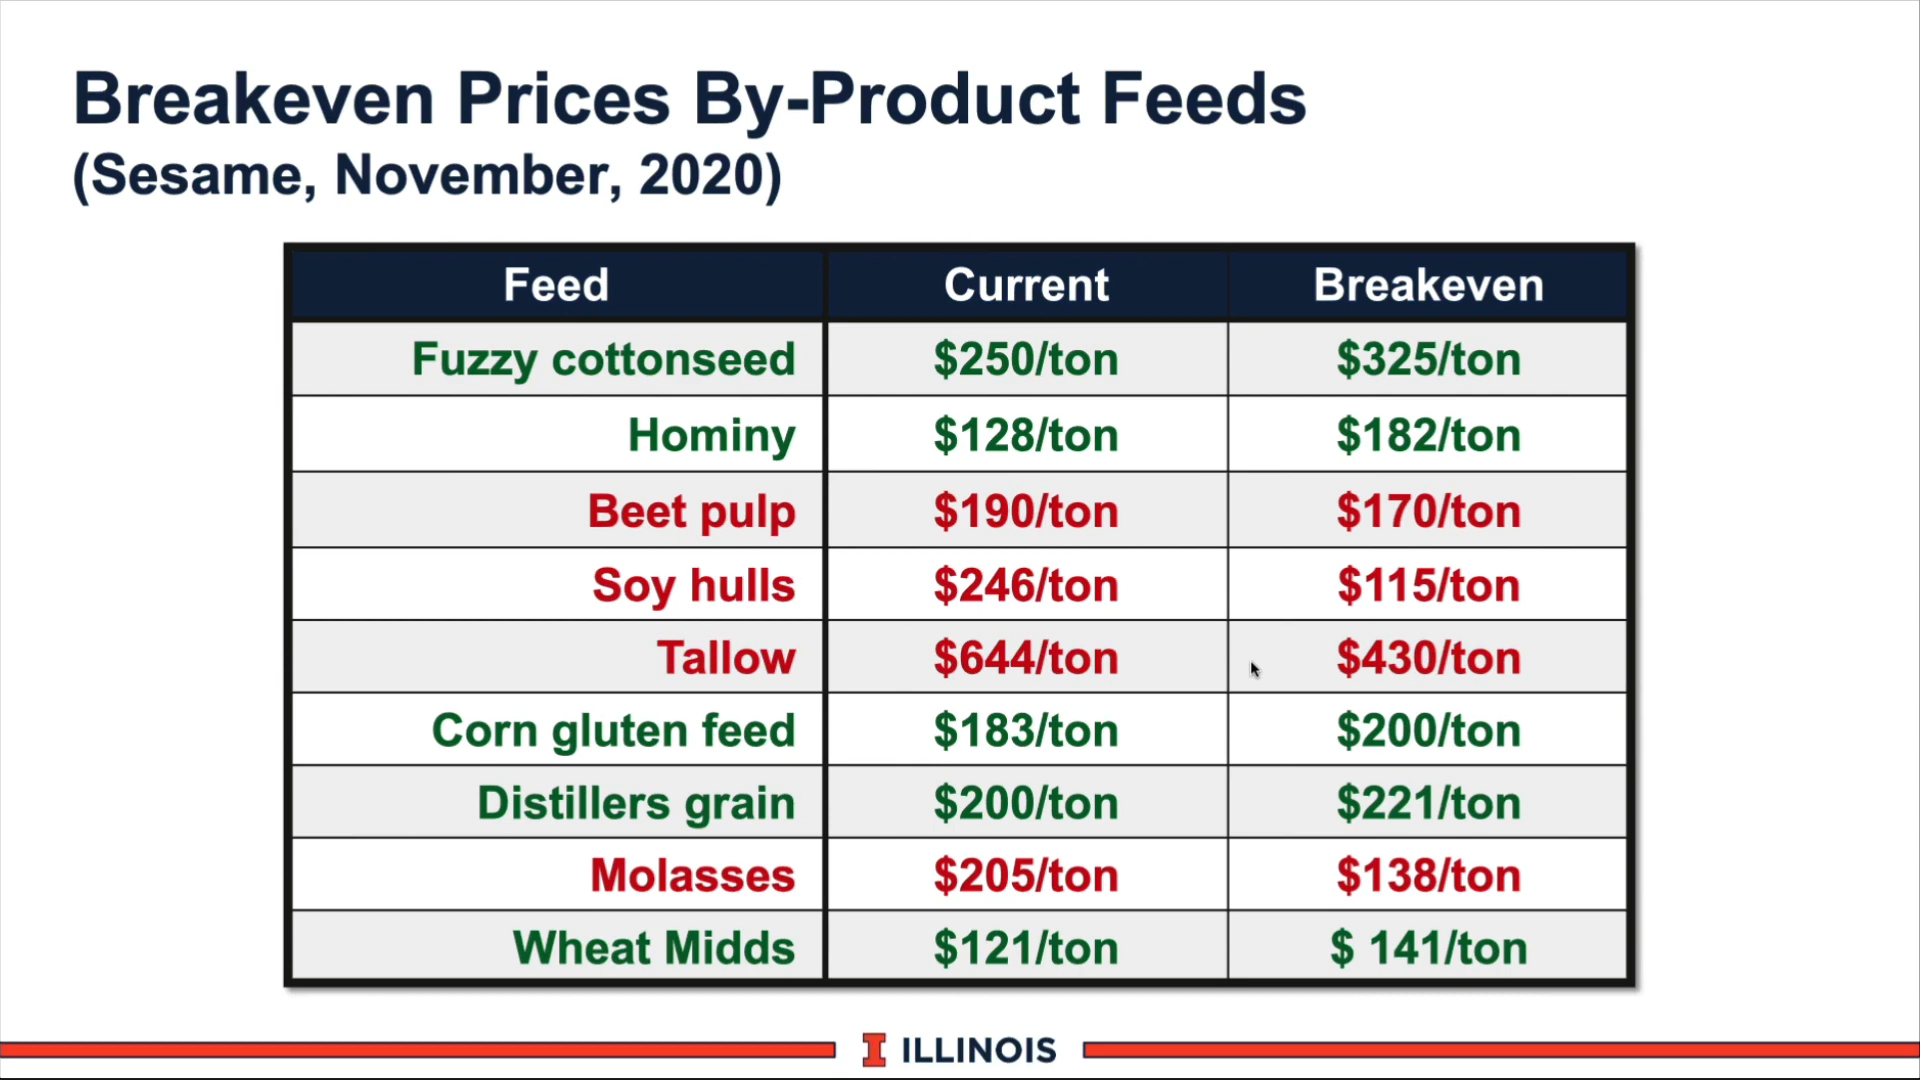 Breakeven Prices By-Product Feeds
(Sesame, November, 2020)
Feed Current Breakeven
Fuzzy cottonseed $250/ton $325/ton
Hominy $128/ton $182/ton
Beet pulp $190/ton $170/ton
Soy hulls $246/ton $115/ton
Tallow $644/ton $430/ton
Corn gluten feed $183/ton $200/ton
Distillers grain $200/ton $221/ton
Molasses $205/ton $138/ton
Wheat Midds $121/ton $ 141/ton
I ILLINOIS